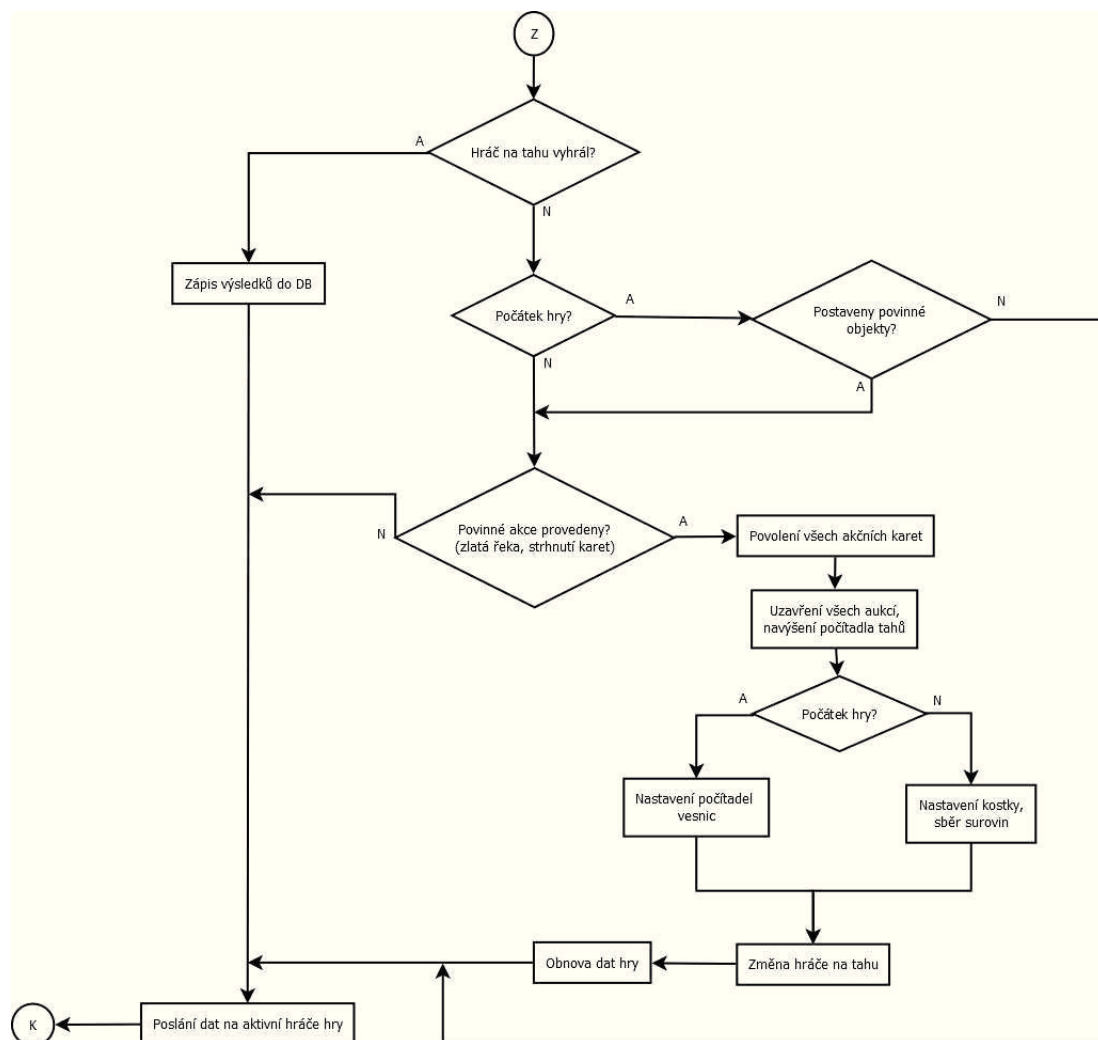 Z
Hráč na tahu vyhrál?
A
N
Zápis výsledků do DB
Počátek hry?
A
N
Postaveny povinné
objekty?
N
A
Povinné akce provedeny?
(zlatá řeka, strhnutí karet)
N
A
Povolení všech akčních karet
Uzavření všech aukcí,
navýšení počítadla tahů
Počátek hry?
A
N
Nastavení počítadel
vesnic
Nastavení kostky,
sběr surovin
Změna hráče na tahu
Obnova dat hry
Poslání dat na aktivní hráče hry
K